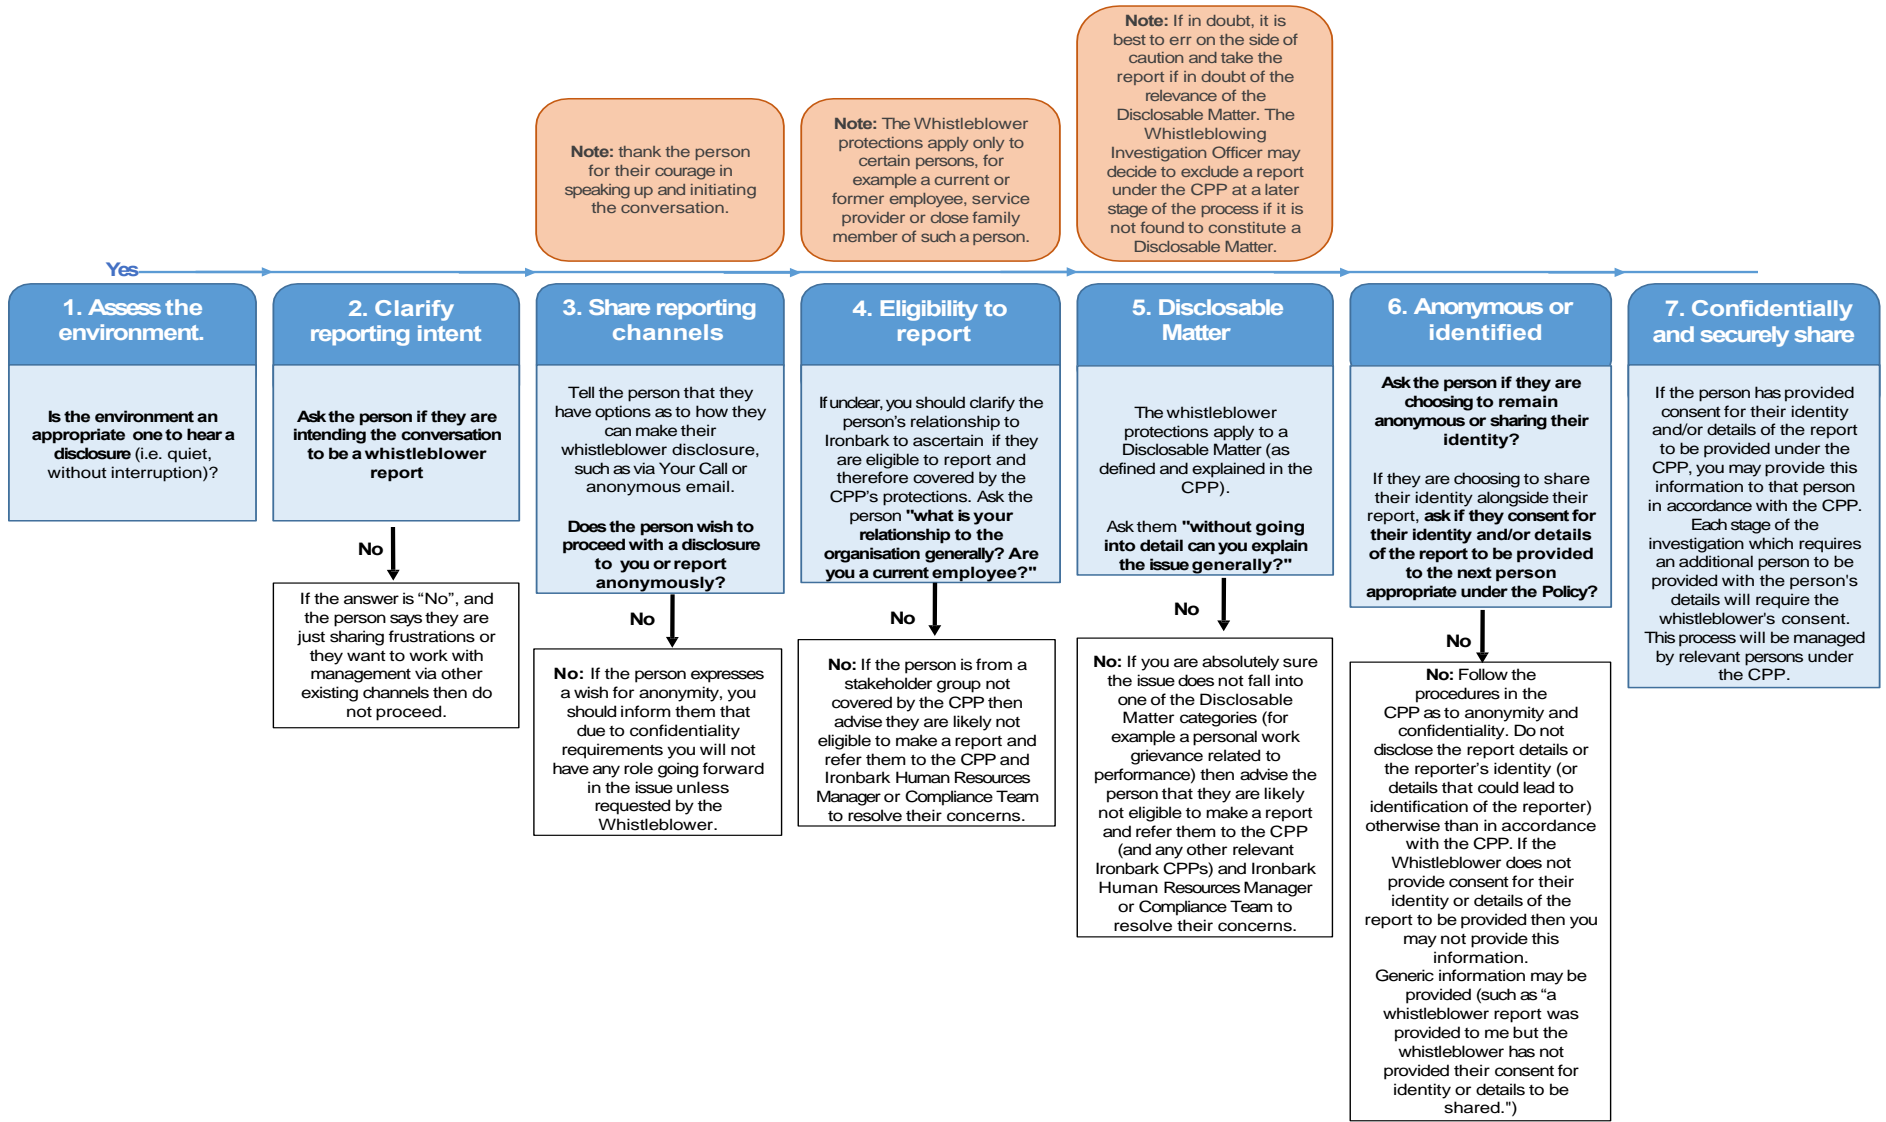 Note: If in doubt, it is
best to err on the side of
caution and take the
report if in doubt of the
relevance of the
Disclosable Matter. The
Whistleblowing
Investigation Officer may
decide to exclude a report
under the CPP at a later
stage of the process if it is
not found to constitute a
Disclosable Matter.
Note: thank the person
for their courage in
speaking up and initiating
the conversation.
Note: The Whistleblower
protections apply only to
certain persons, for
example a current or
former employee, service
provider or close family
member of such a person.
Yes
1. Assess the
environment.
Is the environment an
appropriate one to hear a
disclosure (i.e. quiet,
without interruption)?
2. Clarify
reporting intent
Ask the person if they are
intending the conversation
to be a whistleblower
report
No
If the answer is “No”, and
the person says they are
just sharing frustrations or
they want to work with
management via other
existing channels then do
not proceed.
3. Share reporting
channels
Tell the person that they
have options as to how they
can make their
whistleblower disclosure,
such as via Your Call or
anonymous email.
Does the person wish to
proceed with a disclosure
to you or report
anonymously?
No
No: If the person expresses
a wish for anonymity, you
should inform them that
due to confidentiality
requirements you will not
have any role going forward
in the issue unless
requested by the
Whistleblower.
4. Eligibility to
report
If unclear, you should clarify the
person’s relationship to
Ironbark to ascertain if they
are eligible to report and
therefore covered by the
CPP’s protections. Ask the
person "what is your
relationship to the
organisation generally? Are
you a current employee?"
No
No: If the person is from a
stakeholder group not
covered by the CPP then
advise they are likely not
eligible to make a report and
refer them to the CPP and
Ironbark Human Resources
Manager or Compliance Team
to resolve their concerns.
5. Disclosable
Matter
The whistleblower
protections apply to a
Disclosable Matter (as
defined and explained in the
CPP).
Ask them "without going
into detail can you explain
the issue generally?"
No
No: If you are absolutely sure
the issue does not fall into
one of the Disclosable
Matter categories (for
example a personal work
grievance related to
performance) then advise the
person that they are likely
not eligible to make a report
and refer them to the CPP
(and any other relevant
Ironbark CPPs) and Ironbark
Human Resources Manager
or Compliance Team to
resolve their concerns.
6. Anonymous or
identified
Ask the person if they are
choosing to remain
anonymous or sharing their
identity?
If they are choosing to share
their identity alongside their
report, ask if they consent for
their identity and/or details
of the report to be provided
to the next person
appropriate under the Policy?
No
No: Follow the
procedures in the
CPP as to anonymity and
confidentiality. Do not
disclose the report details or
the reporter’s identity (or
details that could lead to
identification of the reporter)
otherwise than in accordance
with the CPP. If the
Whistleblower does not
provide consent for their
identity or details of the
report to be provided then you
may not provide this
information.
Generic information may be
provided (such as “a
whistleblower report was
provided to me but the
whistleblower has not
provided their consent for
identity or details to be
shared.")
7. Confidentially
and securely share
If the person has provided
consent for their identity
and/or details of the report
to be provided under the
CPP, you may provide this
information to that person
in accordance with the CPP.
Each stage of the
investigation which requires
an additional person to be
provided with the person's
details will require the
whistleblower's consent.
This process will be managed
by relevant persons under
the CPP.